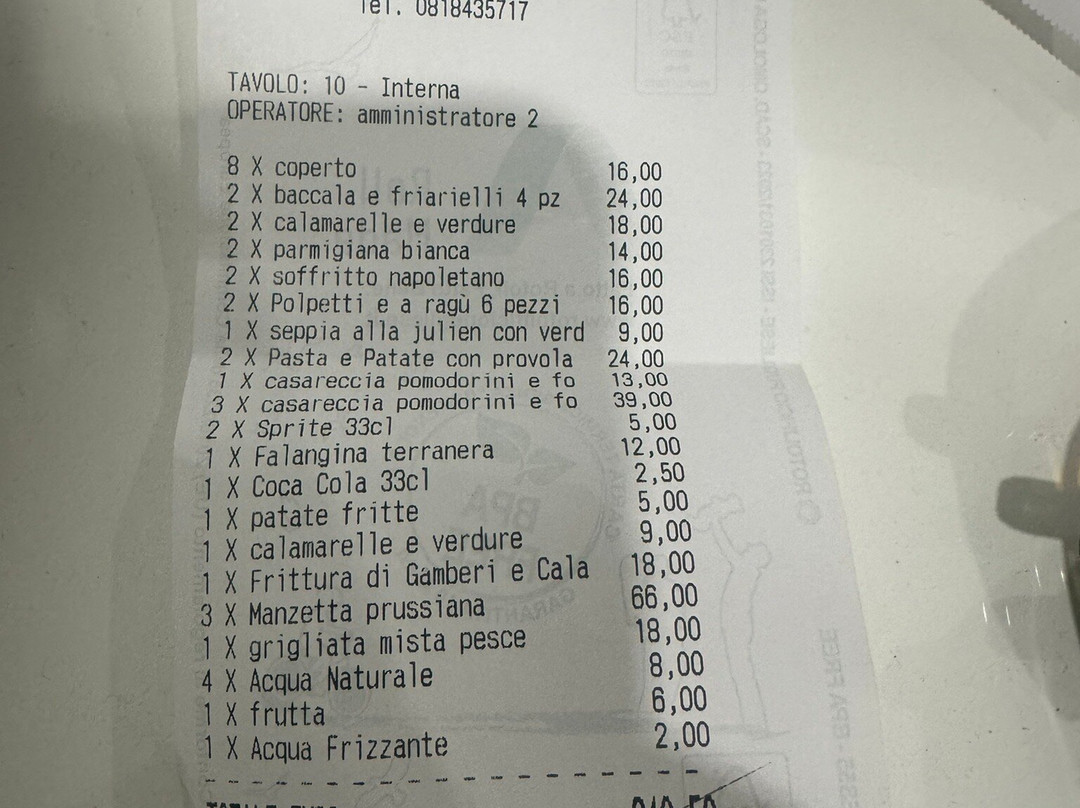 Tel. 0818435717
TAVOLO: 10 - Interna
OPERATORE: amministratore 2
8 X coperto 16,00
2 X baccala e friarielli 4 pz 24,00
2 X calamarelle e verdure 18,00
2 X parmigiana bianca 14,00
2 X soffritto napoletano 16,00
2 X Polpetti e a ragù 6 pezzi 16,00
1 X seppia alla julien con verd 9,00
2 X Pasta e Patate con provola 24,00
1 X casareccia pomodorini e fo 13,00
3 X casareccia pomodorini e fo 39,00
2 X Sprite 33cl 5,00
1 X Falangina terranera 12,00
1 X Coca Cola 33cl 2,50
1 X patate fritte 5,00
1 X calamarelle e verdure 9,00
1 X Frittura di Gamberi e Cala 18,00
3 X Manzetta prussiana 66,00
1 X grigliata mista pesce 18,00
4 X Acqua Naturale 8,00
1 X frutta 6,00
1 X Acqua Frizzante 2,00